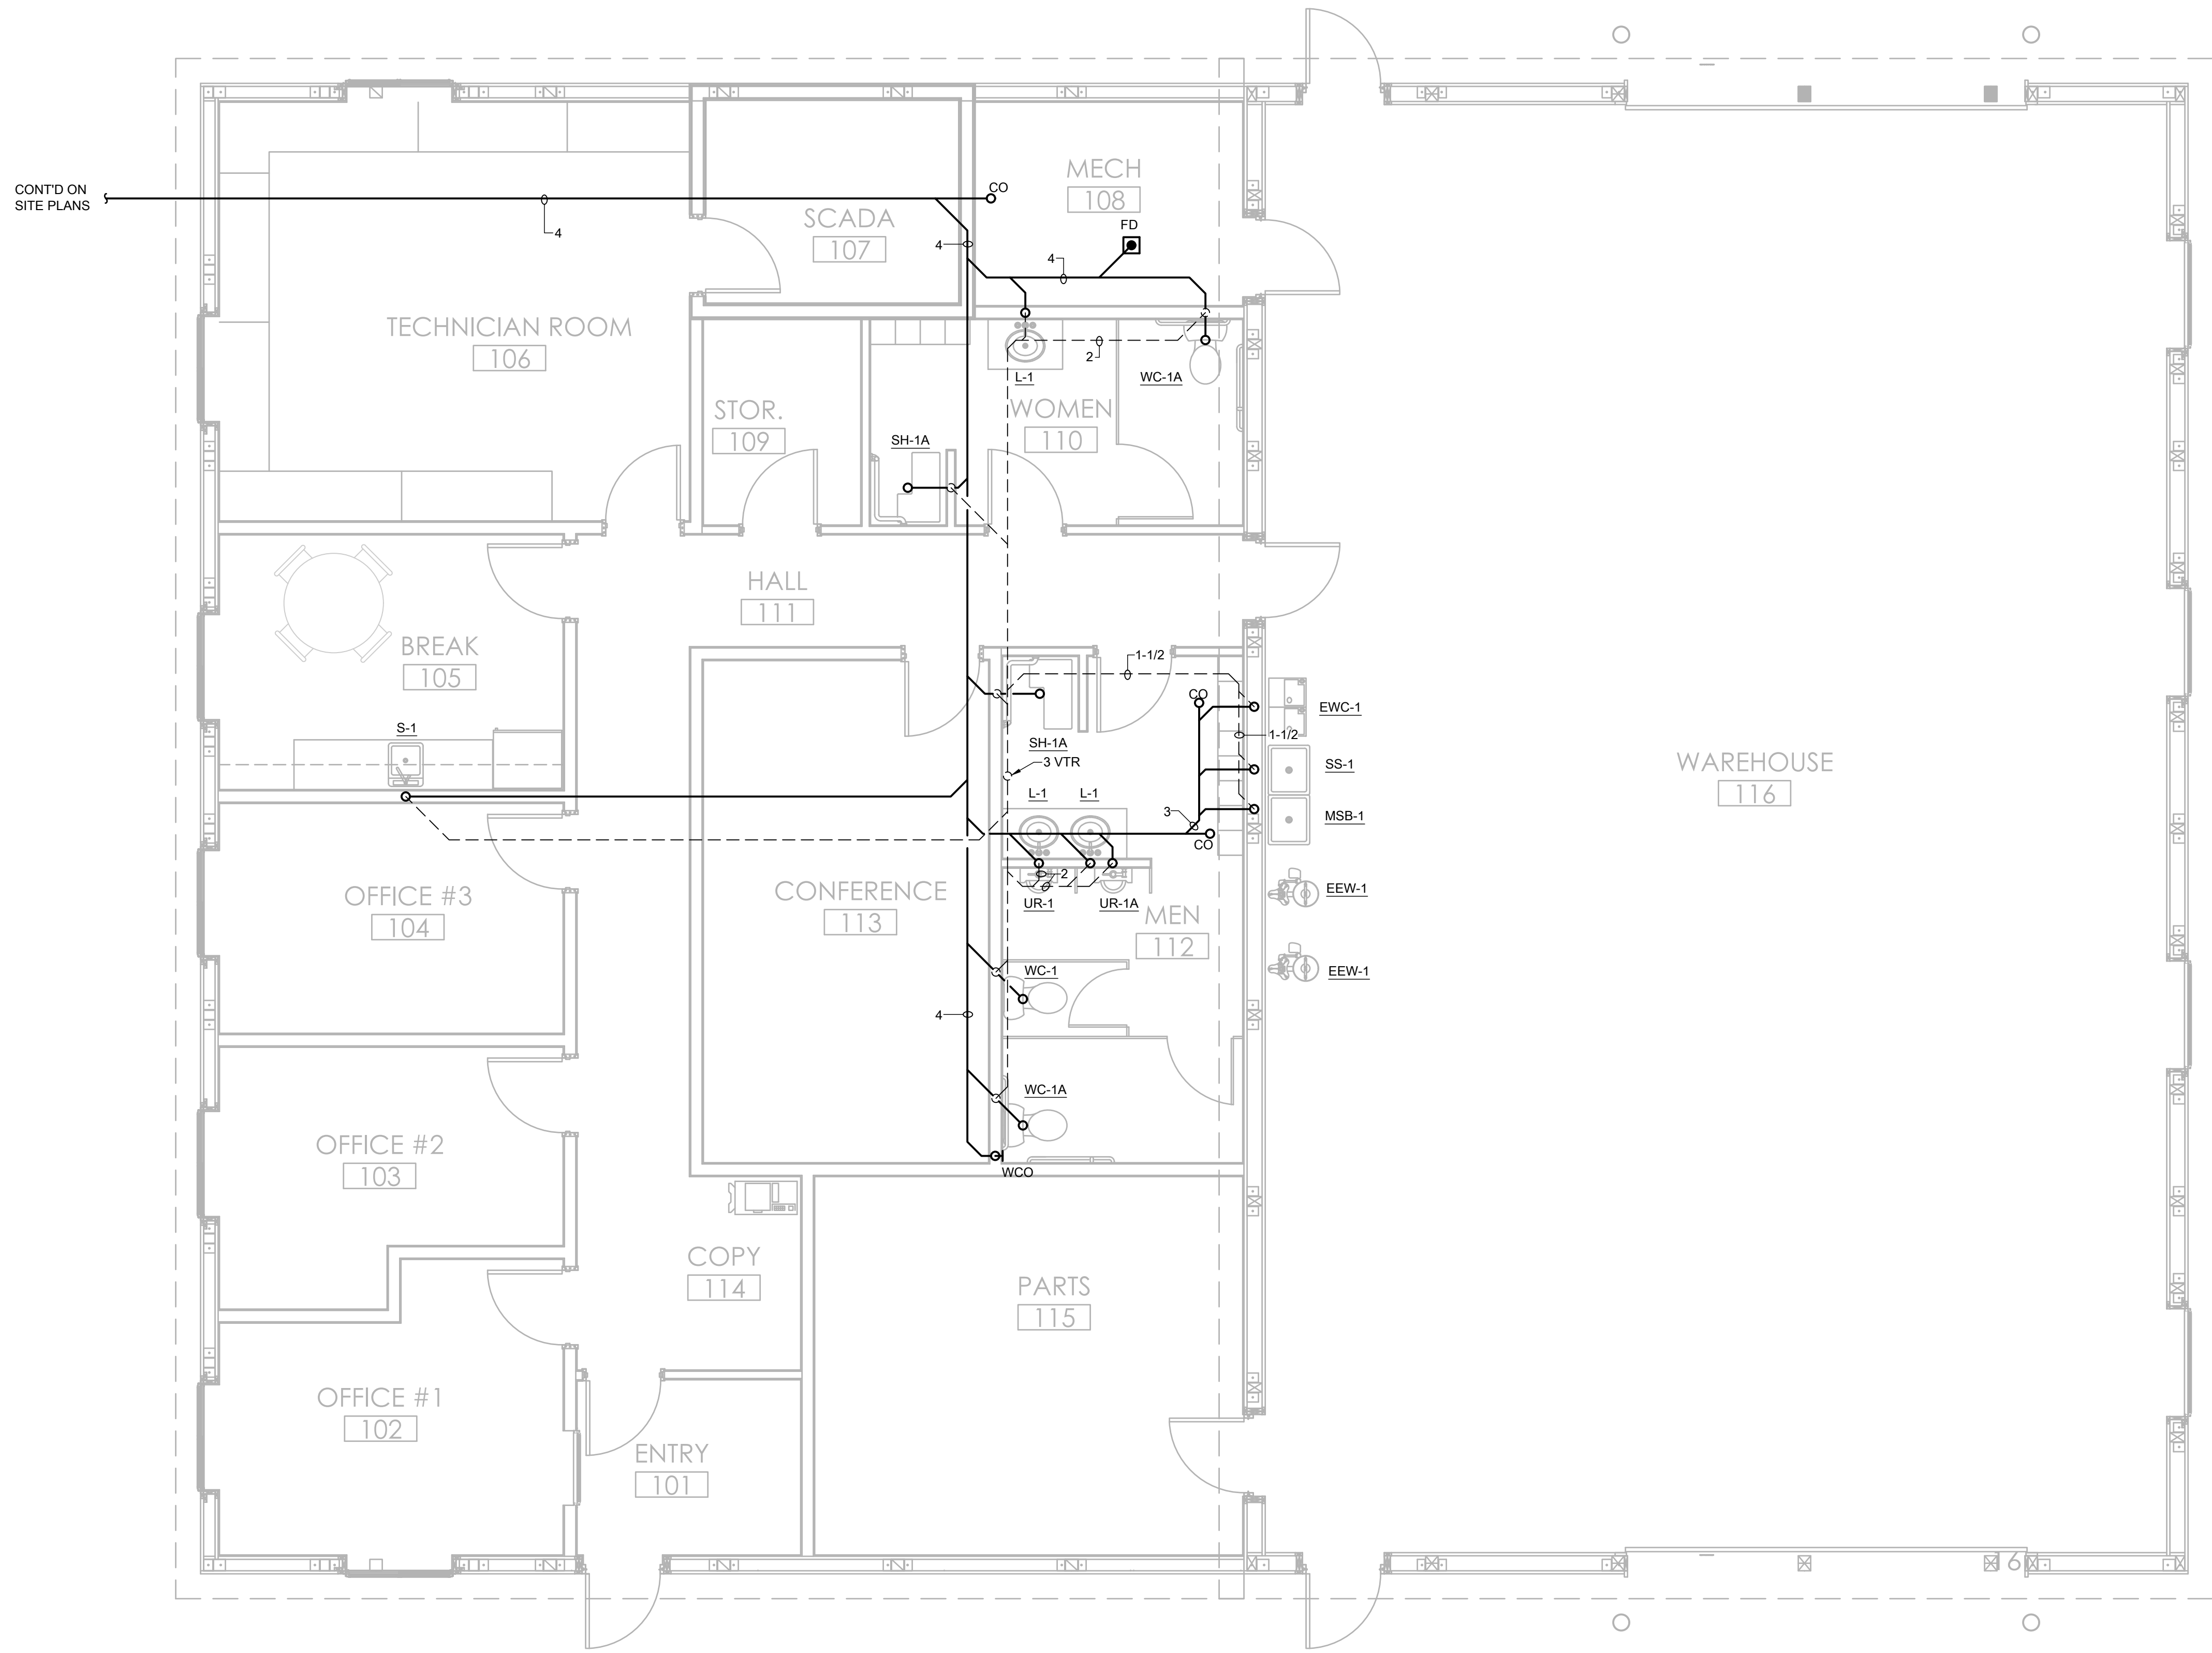 CONT'D ON
SITE PLANS
4
CO
MECH
108
SCADA
107
4
FD
4
TECHNICIAN ROOM
106
2
L-1
WC-1A
STOR.
109
WOMEN
110
SH-1A
HALL
111
BREAK
105
1-1/2
CO
EWC-1
S-1
SH-1A
1-1/2
3 VTR
SS-1
WAREHOUSE
116
L-1
L-1
3
MSB-1
CO
2
OFFICE #3
104
CONFERENCE
113
UR-1
UR-1A
EEW-1
MEN
112
WC-1
EEW-1
4
WC-1A
OFFICE #2
103
WCO
COPY
114
PARTS
115
OFFICE #1
102
ENTRY
101
16